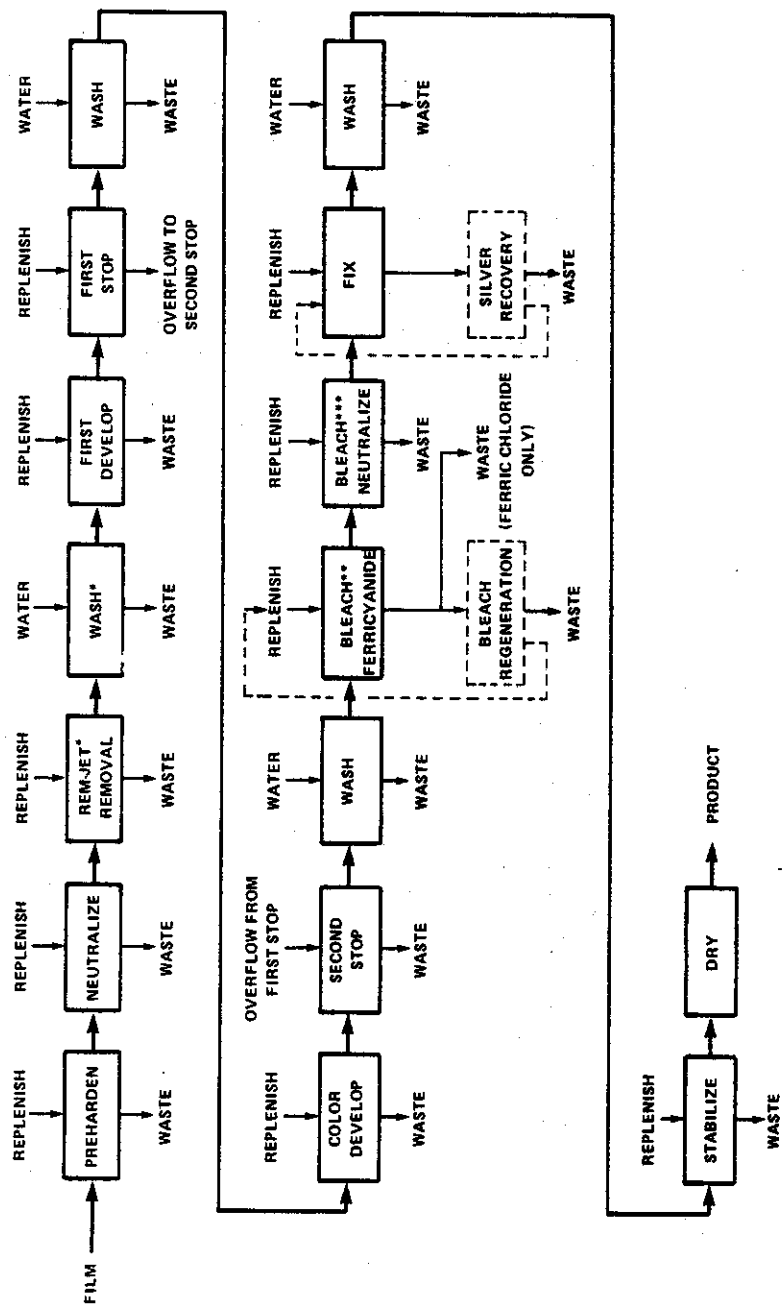 FILM
REPLENISH
PREHARDEN
WASTE
REPLENISH
NEUTRALIZE
WASTE
REPLENISH
REM-JET*
REMOVAL
WASTE
WATER
WASH*
WASTE
REPLENISH
FIRST
DEVELOP
WASTE
REPLENISH
FIRST
STOP
OVERFLOW TO
SECOND STOP
WATER
WASH
WASTE
REPLENISH
COLOR
DEVELOP
WASTE
OVERFLOW FROM
FIRST STOP
SECOND
STOP
WASTE
WATER
WASH
WASTE
REPLENISH
BLEACH**
FERRICYANIDE
BLEACH
REGENERATION
WASTE
WASTE
(FERRIC CHLORIDE
ONLY)
REPLENISH
BLEACH***
NEUTRALIZE
WASTE
REPLENISH
FIX
SILVER
RECOVERY
WASTE
WATER
WASH
WASTE
REPLENISH
STABILIZE
WASTE
DRY
PRODUCT